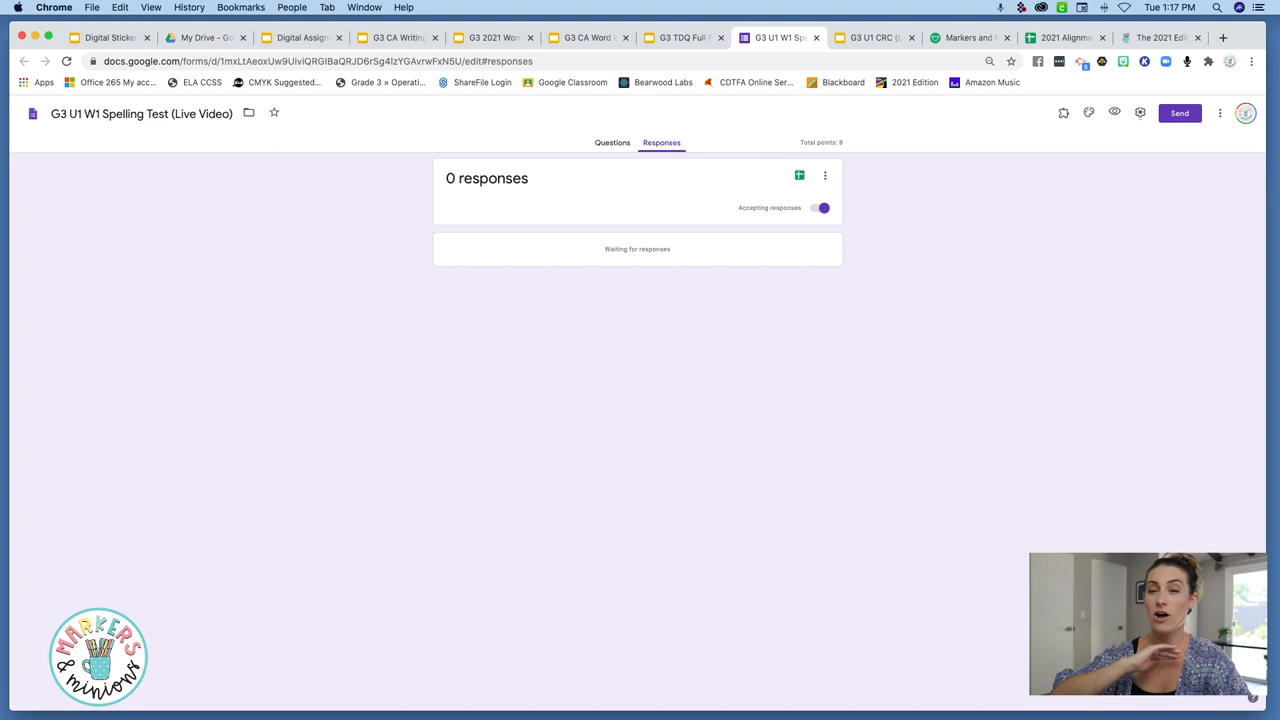 Chrome File Edit View History Bookmarks People Tab Window Help Tue 1:17 PM
Digital Sticker My Drive - Go Digital Assign G3 CA Writing G3 2021 Wor G3 CA Word G3 TDQ Full P G3 U1 W1 Spe G3 U1 CRC (L Markers and M 2021 Alignme The 2021 Edit
docs.google.com/forms/d/1mxLtAeoxUw9UiviQRGIBaQRJD6rSg4lzYGAvrwFxN5U/edit#responses
Apps Office 265 My acc... ELA CCSS CMYK Suggested... Grade 3 » Operati... ShareFile Login Google Classroom Bearwood Labs CDTFA Online Ser... Blackboard 2021 Edition Amazon Music
G3 U1 W1 Spelling Test (Live Video) Send
Questions Responses Total points: 8
0 responses
Accepting responses
Waiting for responses
MARKERS
& minions